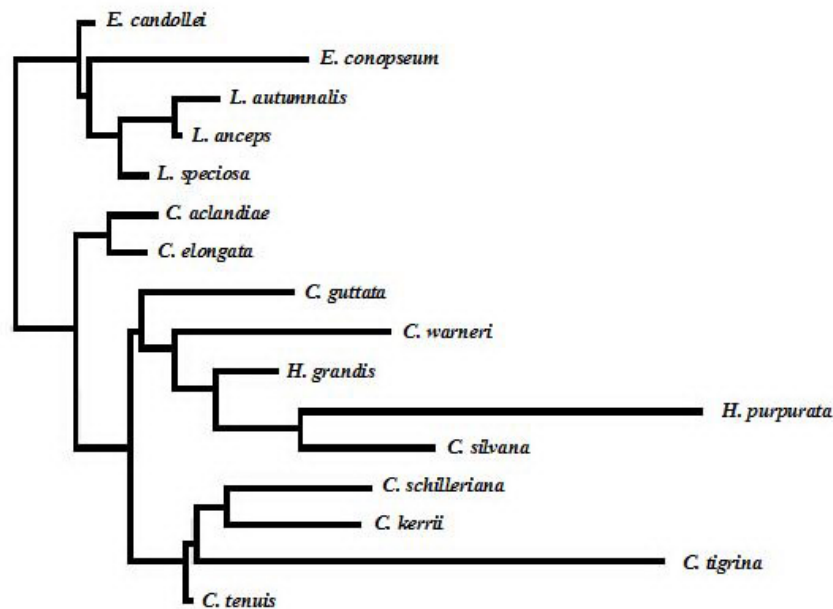 E. candollei
E. conopseum
L. autumnalis
L. anceps
L. speciosa
C. aclandiae
C. elongata
C. guttata
C. warneri
H. grandis
H. purpurata
C. silvana
C. schilleriana
C. kerrii
C. tigrina
C. tenuis